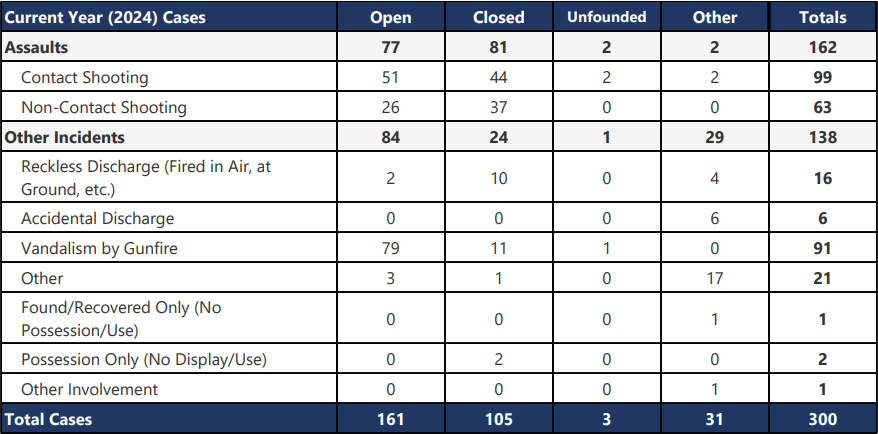 Current Year (2024) Cases Open Closed Unfounded Other Totals
Assaults 77 81 2 2 162
Contact Shooting 51 44 2 2 99
Non-Contact Shooting 26 37 0 0 63
Other Incidents 84 24 1 29 138
Reckless Discharge (Fired in Air, at
Ground, etc.) 2 10 0 4 16
Accidental Discharge 0 0 0 6 6
Vandalism by Gunfire 79 11 1 0 91
Other 3 1 0 17 21
Found/Recovered Only (No
Possession/Use) 0 0 0 1 1
Possession Only (No Display/Use) 0 2 0 0 2
Other Involvement 0 0 0 1 1
Total Cases 161 105 3 31 300